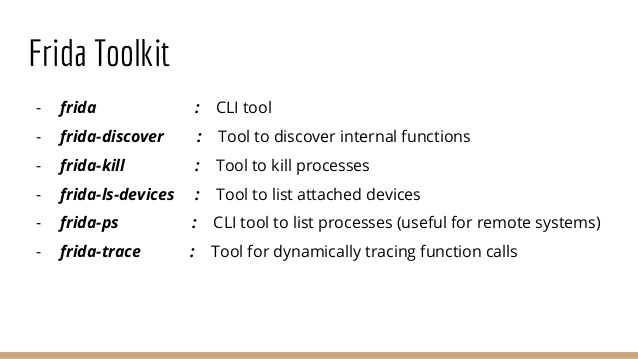 Frida Toolkit
- frida : CLI tool
- frida-discover : Tool to discover internal functions
- frida-kill : Tool to kill processes
- frida-ls-devices : Tool to list attached devices
- frida-ps : CLI tool to list processes (useful for remote systems)
- frida-trace : Tool for dynamically tracing function calls